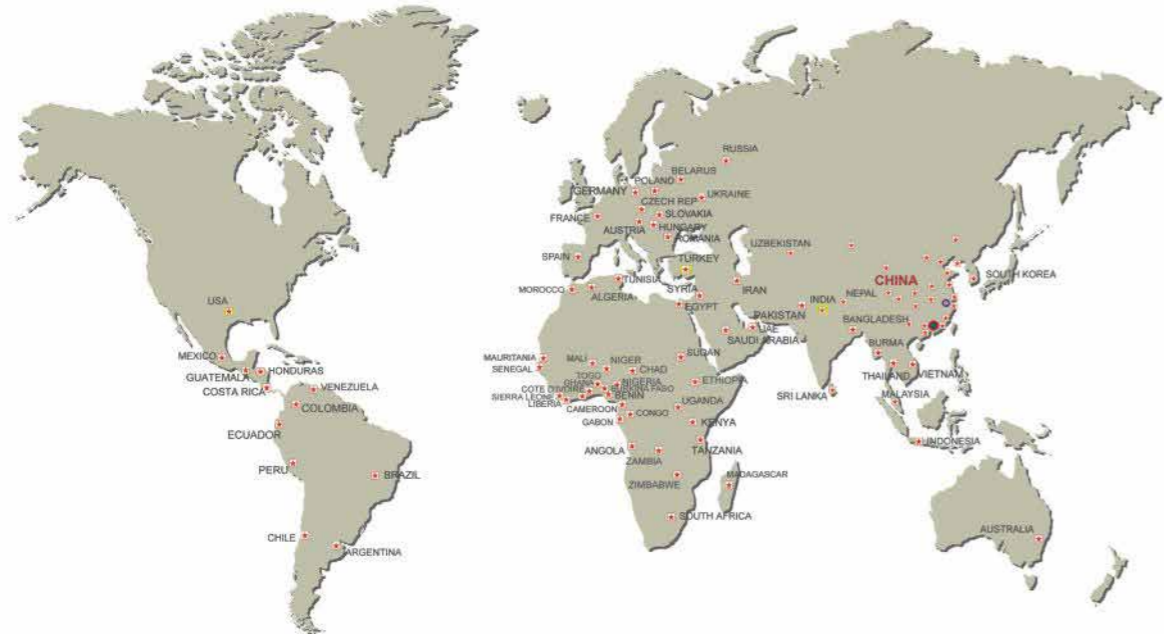 RUSSIA
BELARUS
POLAND
GERMANY
UKRAINE
CZECH REP
SLOVAKIA
FRANCE
HUNGARY
AUSTRIA
ROMANIA
UZBEKISTAN
SPAIN
TURKEY
TUNISIA
SOUTH KOREA
CHINA
MOROCCO
ALGERIA
SYRIA
IRAN
USA
EGYPT
INDIA
NEPAL
PAKISTAN
UAE
BANGLADESH
SAUDI ARABIA
BURMA
MEXICO
HONDURAS
GUATEMALA
COSTA RICA
VENEZUELA
MAURITANIA
SENEGAL
MALI
NIGER
SUDAN
CHAD
TOGO
GHANA
NIGERIA
ETHIOPIA
COTE D'IVOIRE
BURKINA FASO
SIERRA LEONE
BENIN
LIBERIA
CAMEROON
UGANDA
GABON
CONGO
KENYA
THAILAND
VIETNAM
SRI LANKA
MALAYSIA
COLOMBIA
ECUADOR
ANGOLA
TANZANIA
INDONESIA
ZAMBIA
PERU
BRAZIL
ZIMBABWE
MADAGASCAR
SOUTH AFRICA
AUSTRALIA
CHILE
ARGENTINA